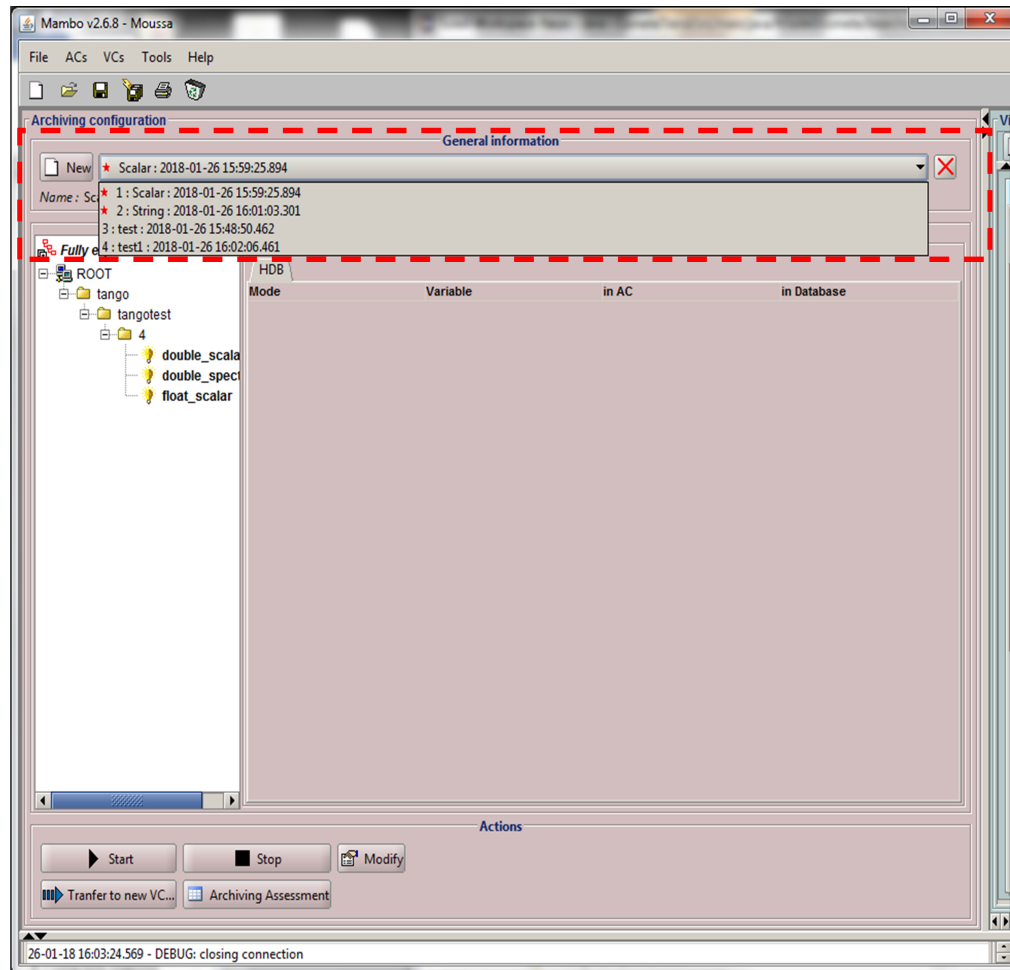 Mambo v2.6.8 - Moussa
File ACs VCs Tools Help
Archiving configuration
Vi
General information
New
★ Scalar : 2018-01-26 15:59:25.894
Name : Sc
★ 1 : Scalar : 2018-01-26 15:59:25.894
★ 2 : String : 2018-01-26 16:01:03.301
3 : test : 2018-01-26 15:48:50.462
4 : test1 : 2018-01-26 16:02:06.461
Fully e
ROOT
tango
tangotest
4
double_scala
double_spect
float_scalar
HDB
Mode Variable in AC in Database
Actions
Start Stop Modify
Tranfer to new VC... Archiving Assessment
26-01-18 16:03:24.569 - DEBUG: closing connection